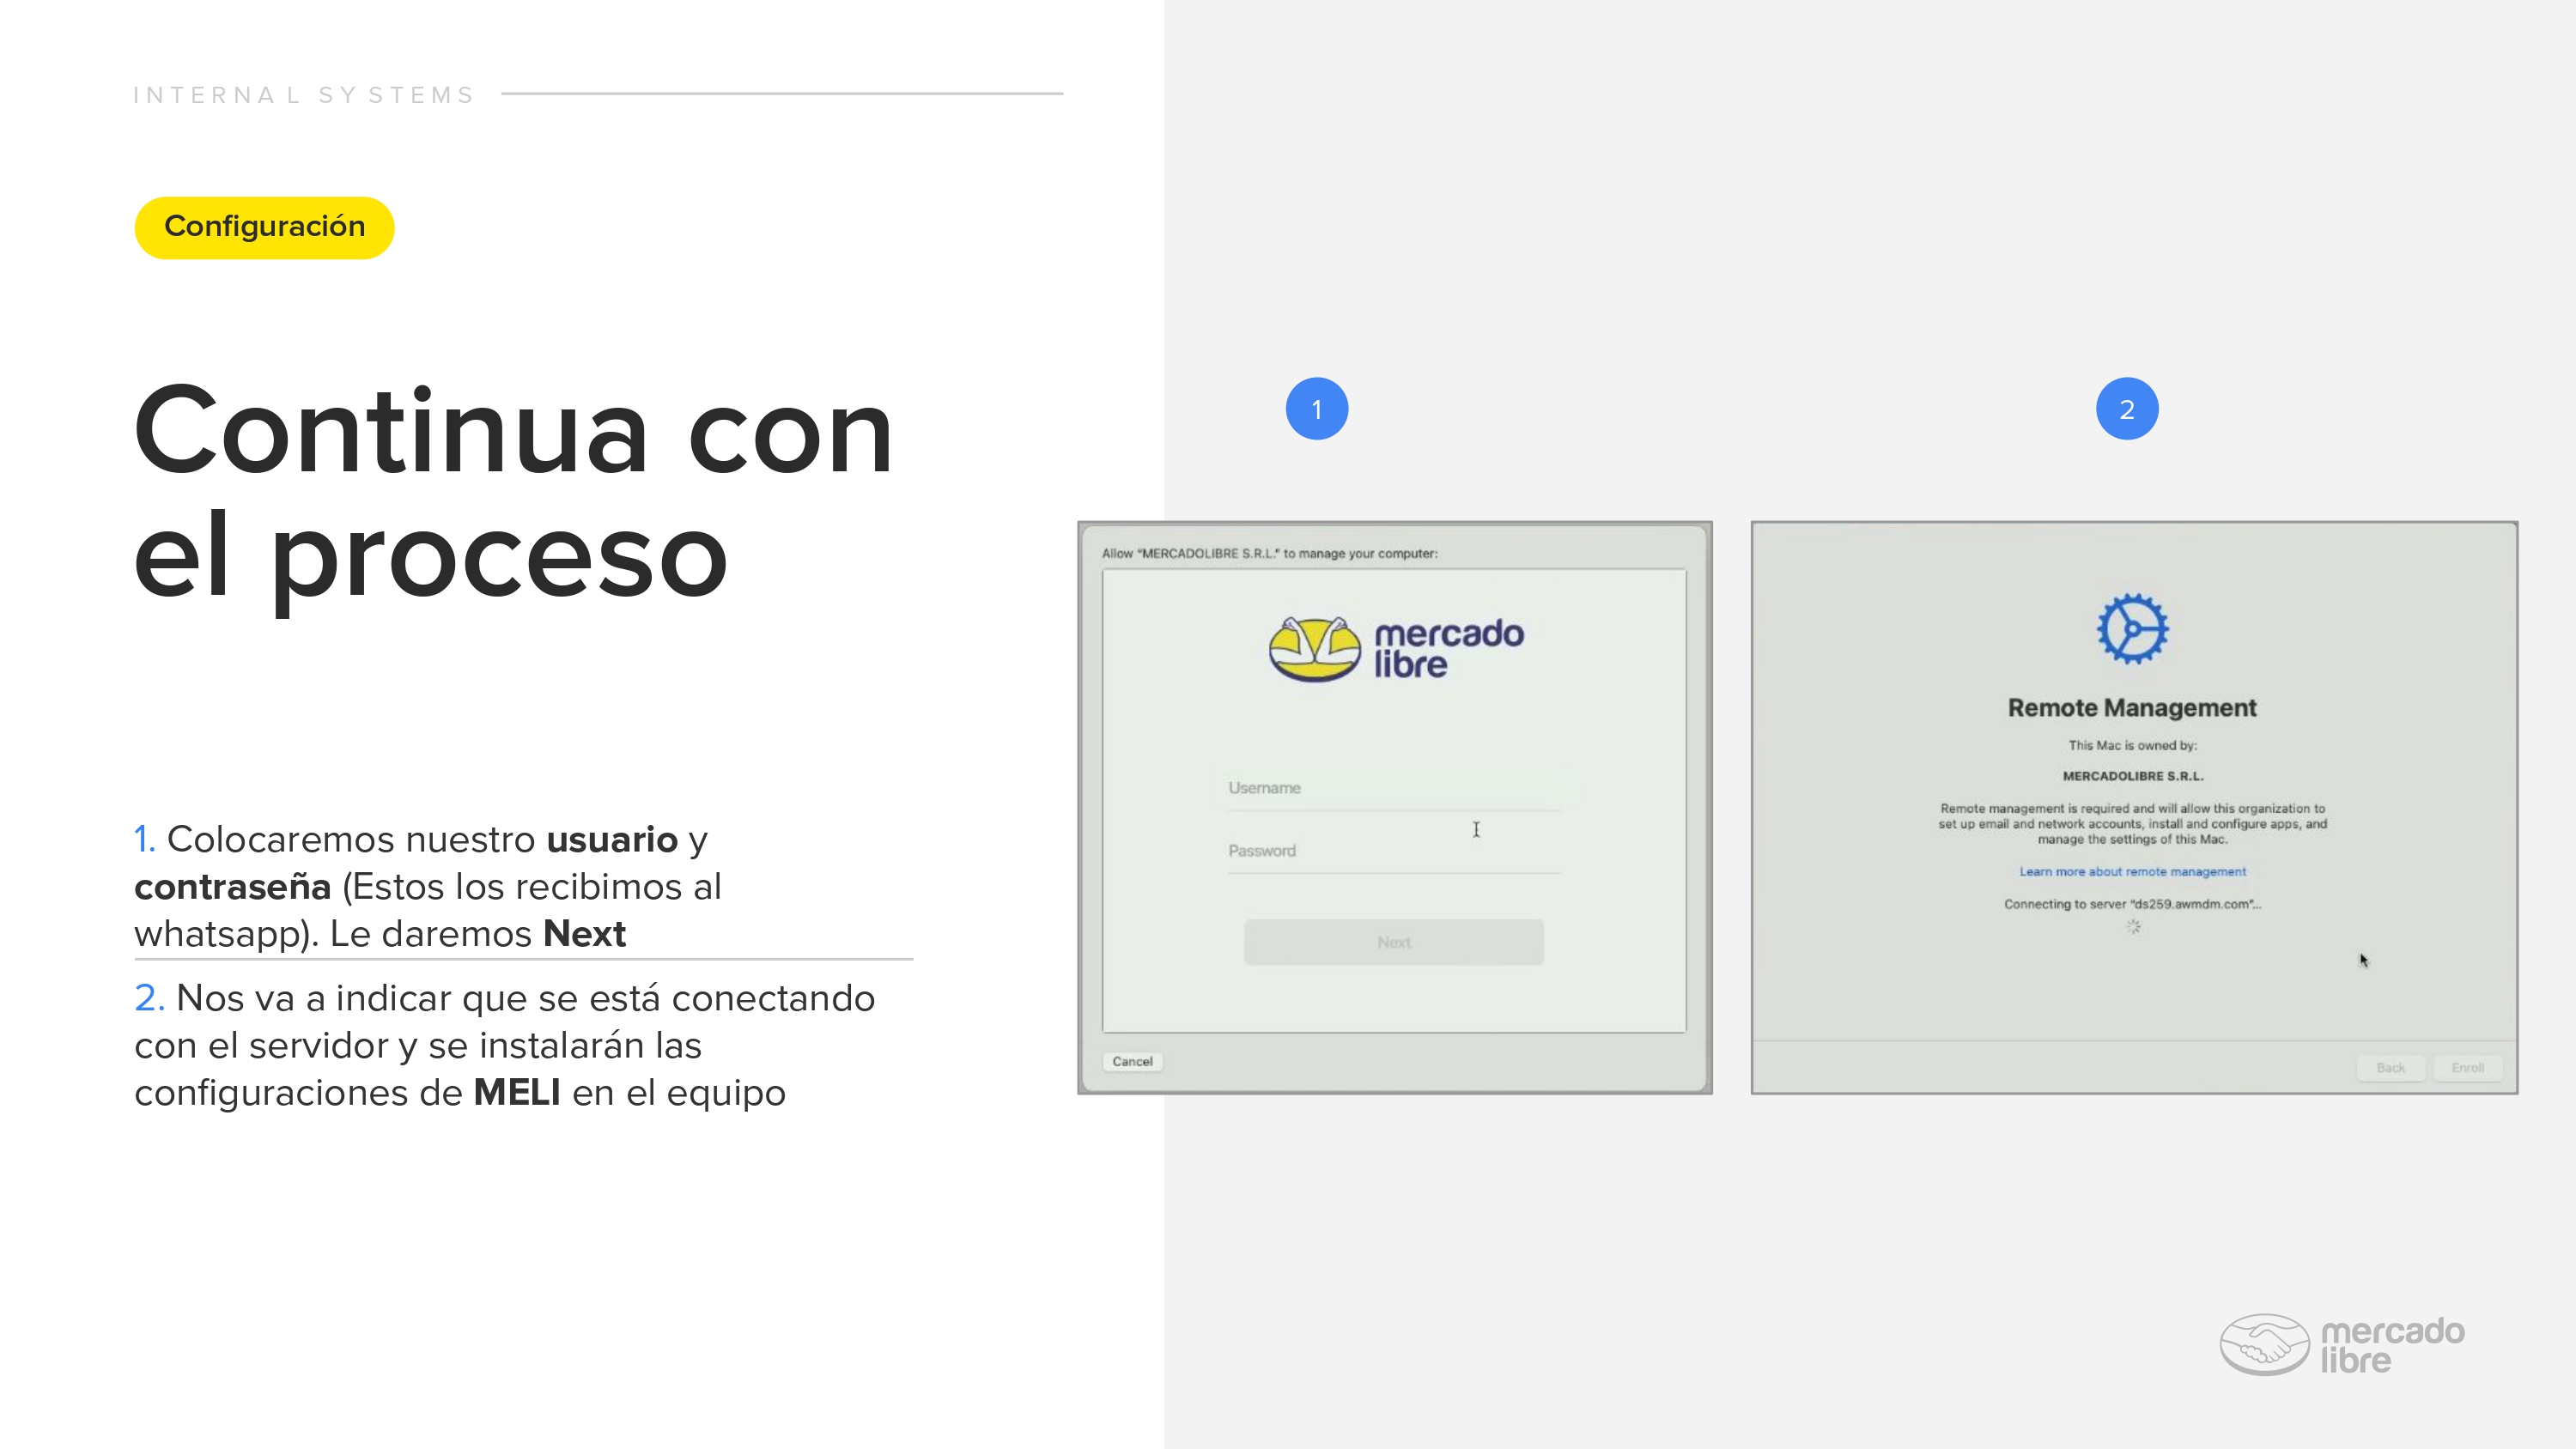 INTERNAL SYSTEMS
Configuración
Continua con
el proceso
1. Colocaremos nuestro usuario y
contraseña (Estos los recibimos al
whatsapp). Le daremos Next
2. Nos va a indicar que se está conectando
con el servidor y se instalarán las
configuraciones de MELI en el equipo
1
Allow "MERCADOLIBRE S.R.L." to manage your computer:
mercado
libre
Username
Password
Next
Cancel
2
Remote Management
This Mac is owned by:
MERCADOLIBRE S.R.L.
Remote management is required and will allow this organization to
set up email and network accounts, install and configure apps, and
manage the settings of this Mac.
Learn more about remote management
Connecting to server "ds259.awmdm.com"...
Back
Enroll
mercado
libre